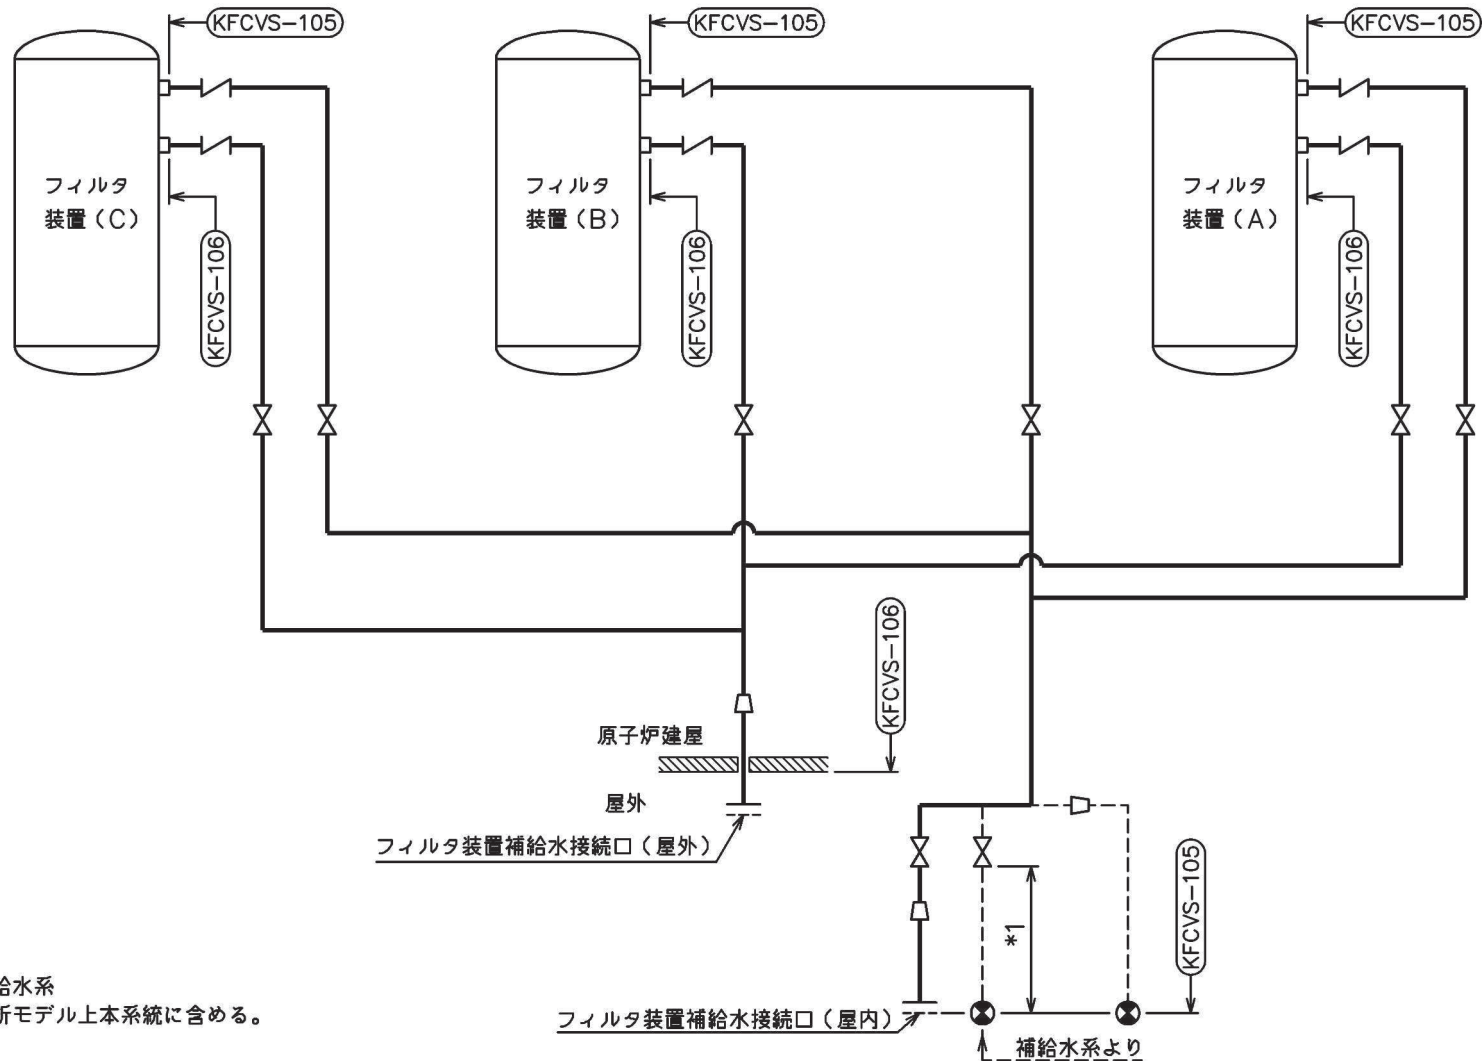 KFCVS-105
KFCVS-105
KFCVS-105
フィルタ
装置(C)
フィルタ
装置(B)
フィルタ
装置(A)
KFCVS-106
KFCVS-106
KFCVS-106
KFCVS-106
原子炉建屋
屋外
フィルタ装置補給水接続口(屋外)
KFCVS-105
*1
給水系
析モデル上本系統に含める。
フィルタ装置補給水接続口(屋内)
補給水系より